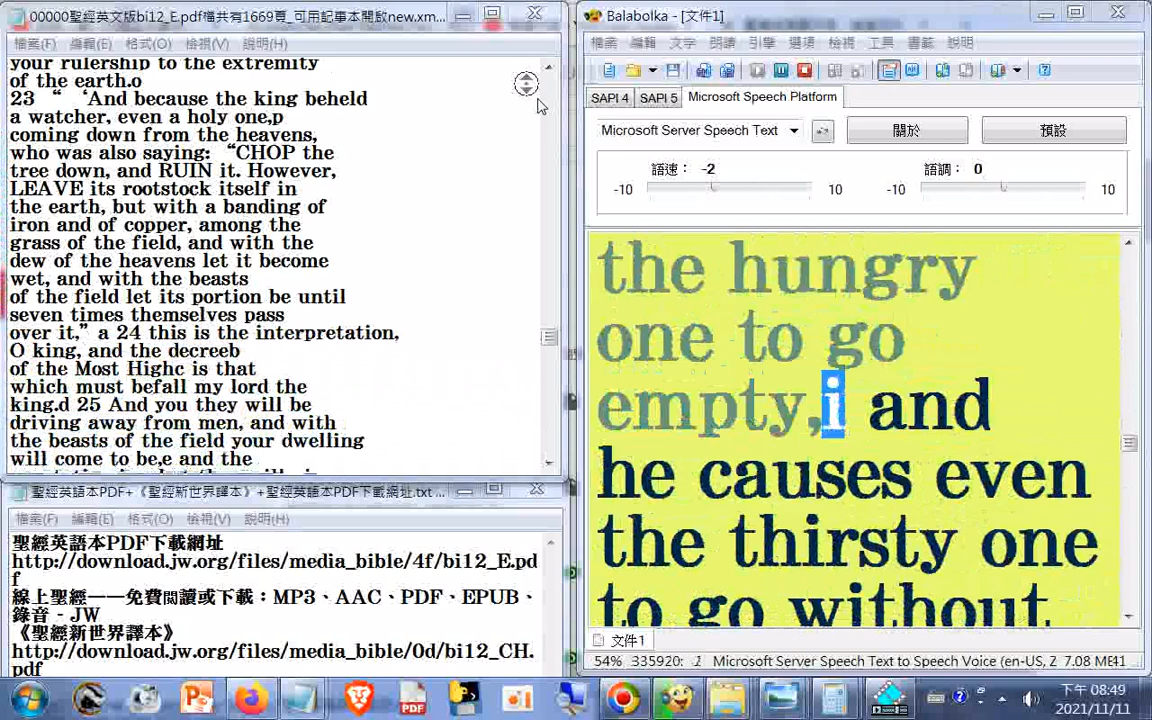 00000聖經英文版bi12_E.pdf檔共有1669頁_可用記事本開啟new.xm...
檔案(F) 編輯(E) 格式(O) 檢視(V) 說明(H)
your rulership to the extremity
of the earth.o
23 “ ‘And because the king beheld
a watcher, even a holy one,p
coming down from the heavens,
who was also saying: “CHOP the
tree down, and RUIN it. However,
LEAVE its rootstock itself in
the earth, but with a banding of
iron and of copper, among the
grass of the field, and with the
dew of the heavens let it become
wet, and with the beasts
of the field let its portion be until
seven times themselves pass
over it,” a 24 this is the interpretation,
O king, and the decreeb
of the Most Highc is that
which must befall my lord the
king.d 25 And you they will be
driving away from men, and with
the beasts of the field your dwelling
will come to be,e and the
聖經英語本PDF+《聖經新世界譯本》+聖經英語本PDF下載網址.txt ...
檔案(F) 編輯(E) 格式(O) 檢視(V) 說明(H)
聖經英語本PDF下載網址
http://download.jw.org/files/media_bible/4f/bi12_E.pd
f
線上聖經——免費閱讀或下載：MP3、AAC、PDF、EPUB、
錄音 - JW
《聖經新世界譯本》
http://download.jw.org/files/media_bible/0d/bi12_CH.
pdf
Balabolka - [文件1]
檔案 編輯 文字 朗讀 引擎 選項 檢視 工具 書籤 說明
SAPI 4 SAPI 5 Microsoft Speech Platform
Microsoft Server Speech Text 關於 預設
語速： -2 語調： 0
-10 10 -10 10
the hungry
one to go
empty,i and
he causes even
the thirsty one
to go without
文件1
54% 335920: 1 Microsoft Server Speech Text to Speech Voice (en-US, Z 7.08 ME41
下午 08:49
2021/11/11